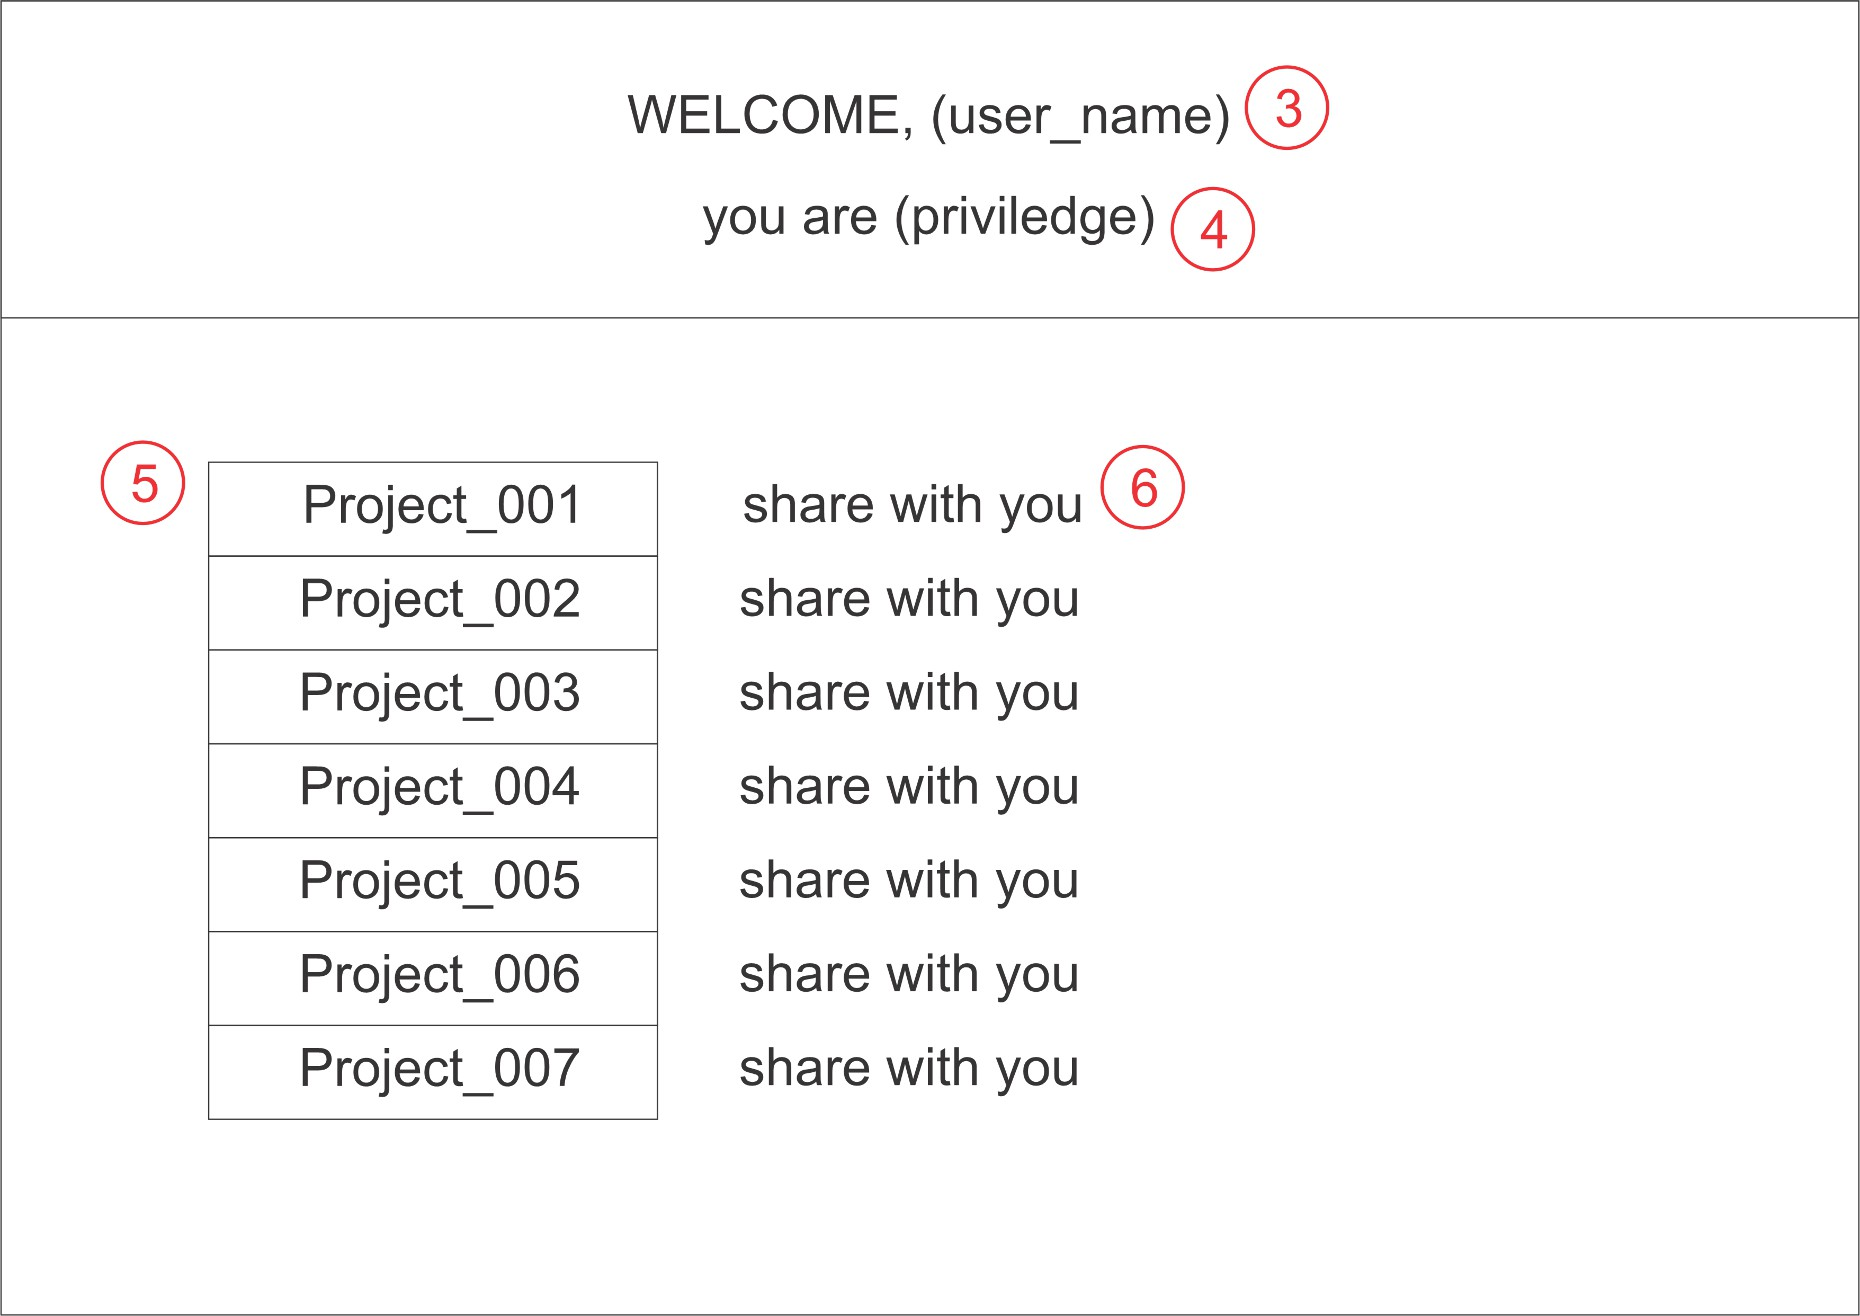 WELCOME, (user_name) 3
you are (priviledge) 4
5 Project_001 share with you 6
Project_002 share with you
Project_003 share with you
Project_004 share with you
Project_005 share with you
Project_006 share with you
Project_007 share with you